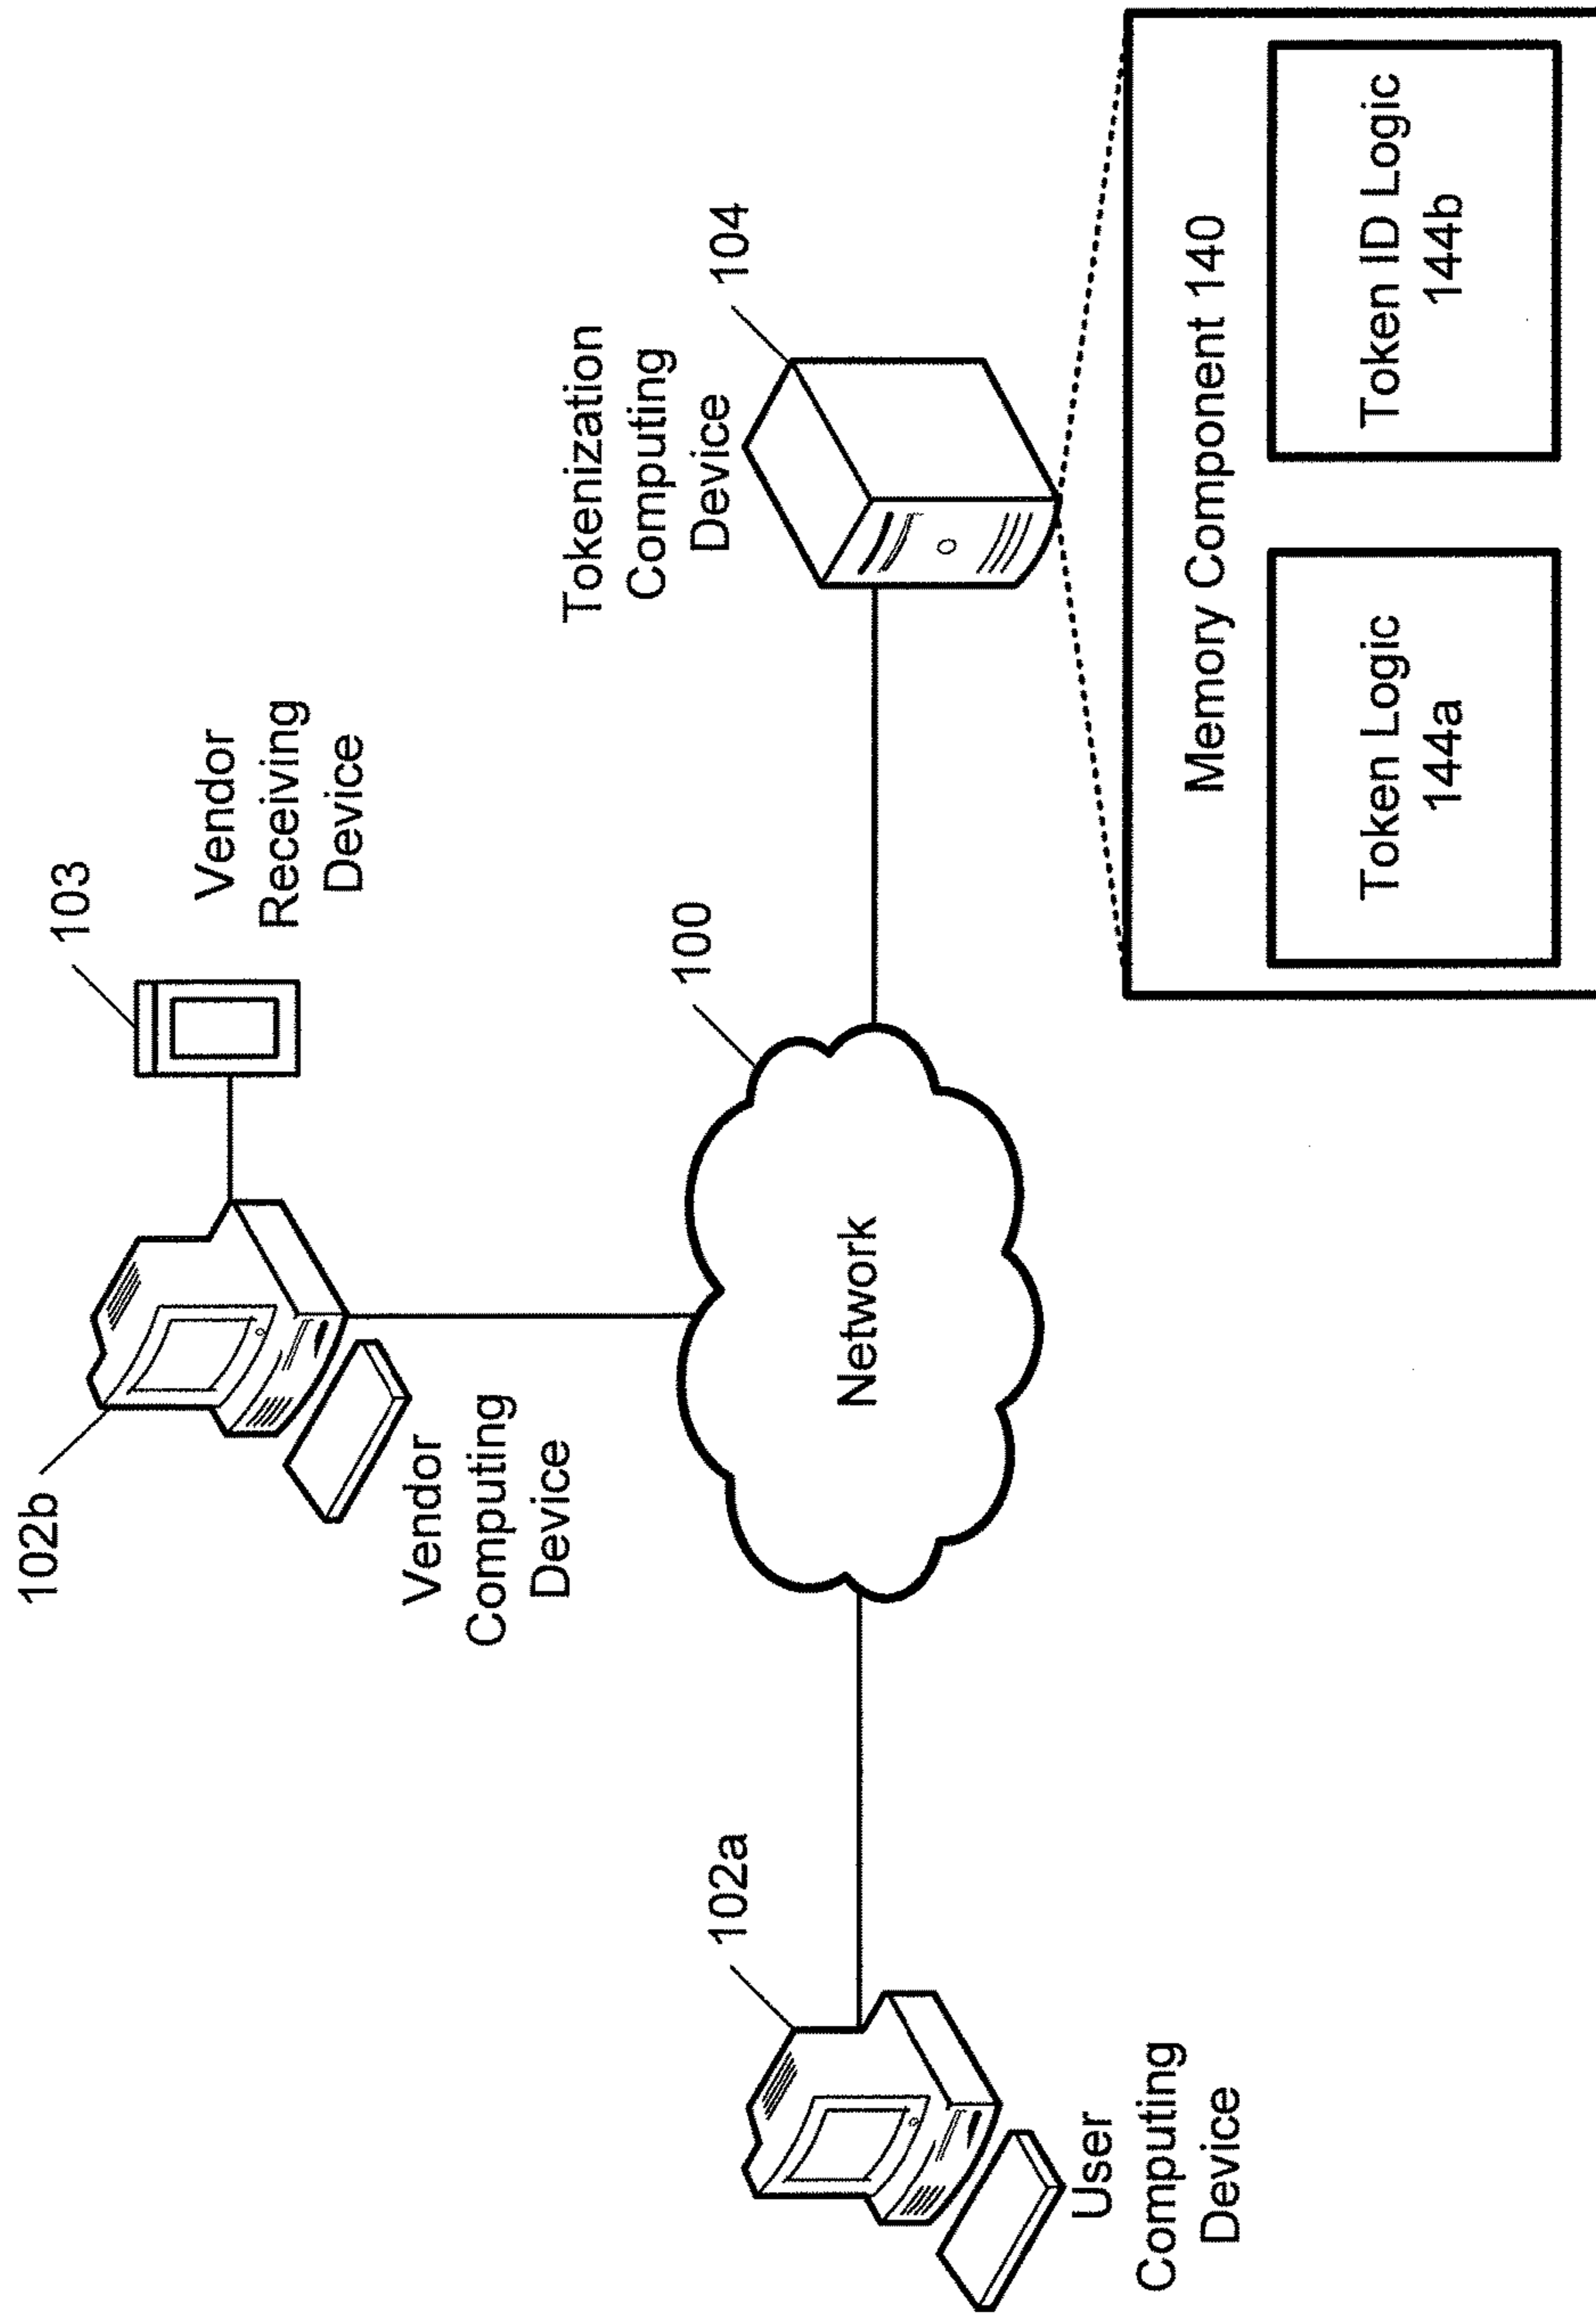 102b
103
Vendor
Receiving
Device
Vendor
Computing
Device
102a
100
Tokenization
Computing
Device
104
Network
User
Computing
Device
Memory Component 140
Token Logic
144a
Token ID Logic
144b